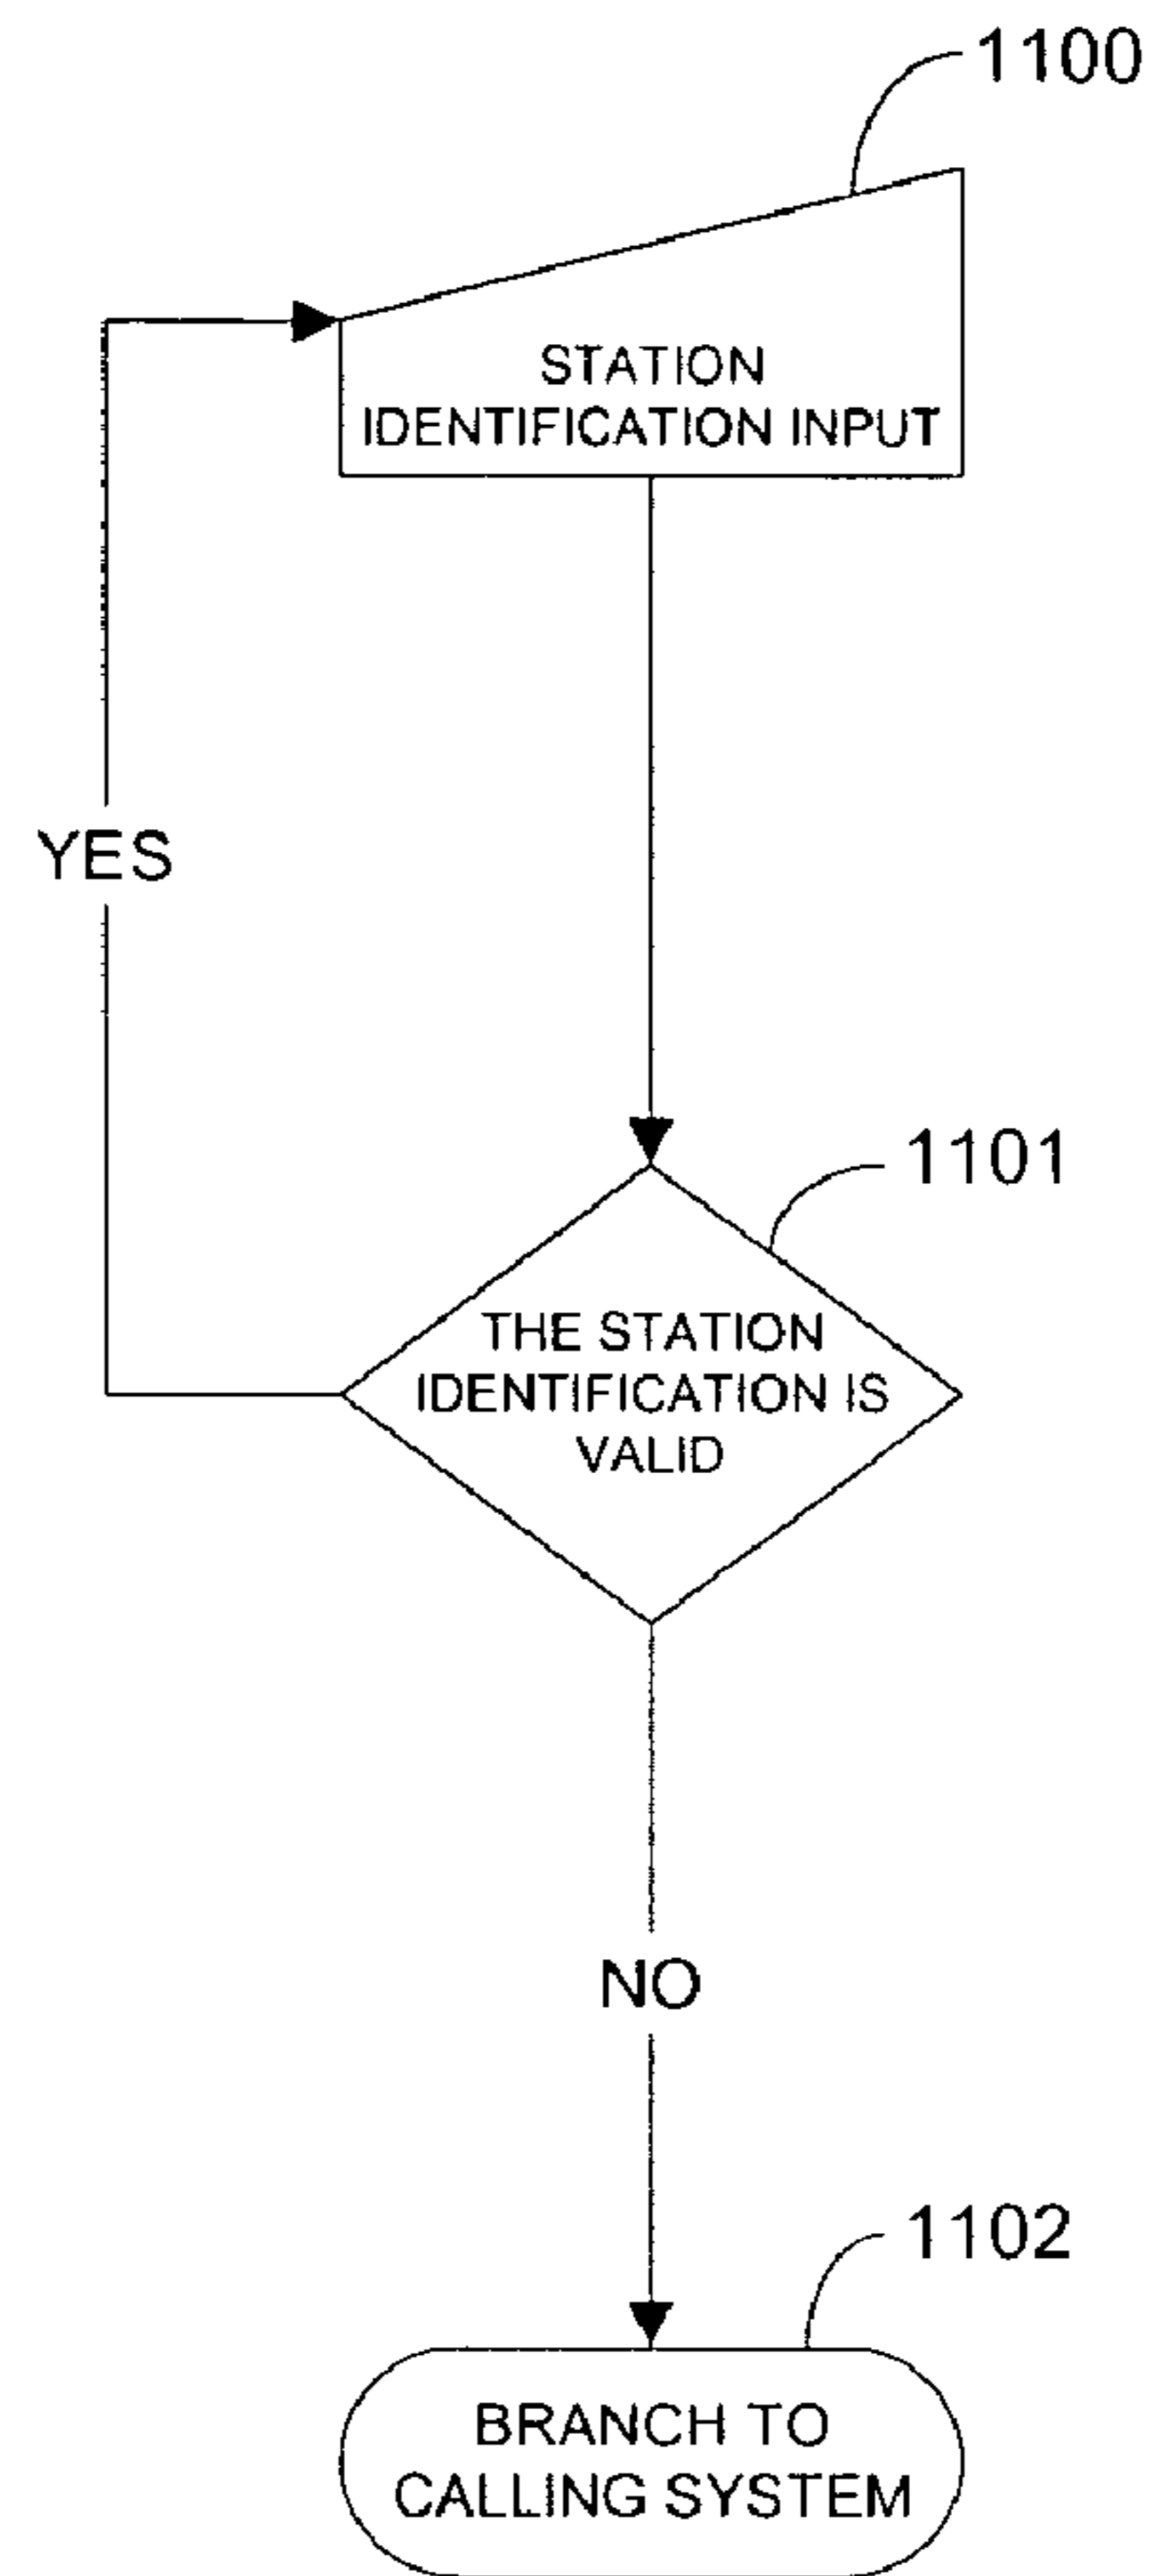 1100
STATION
IDENTIFICATION INPUT
YES
1101
THE STATION
IDENTIFICATION IS
VALID
NO
1102
BRANCH TO
CALLING SYSTEM